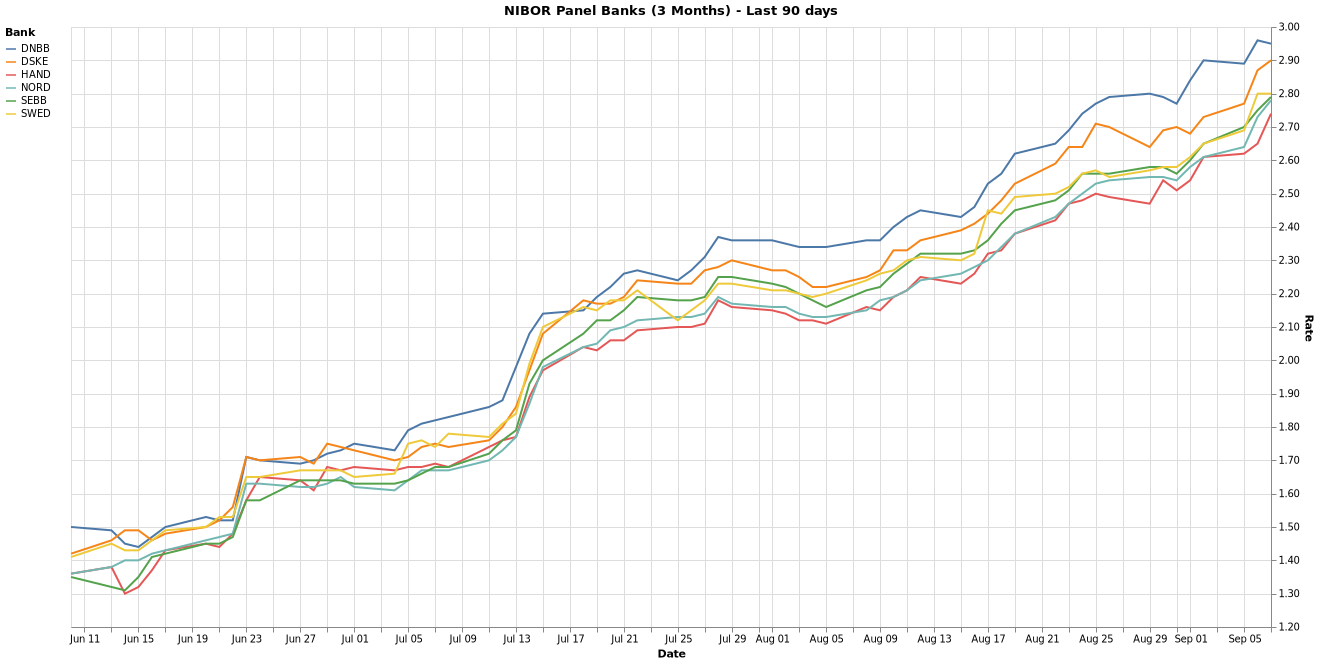 NIBOR Panel Banks (3 Months) - Last 90 days
Bank
DNBB
DSKE
HAND
NORD
SEBB
SWED
3.00
2.90
2.80
2.70
2.60
2.50
2.40
2.30
2.20
2.10
2.00
1.90
1.80
1.70
1.60
1.50
1.40
1.30
1.20
Rate
Jun 11 Jun 15 Jun 19 Jun 23 Jun 27 Jul 01 Jul 05 Jul 09 Jul 13 Jul 17 Jul 21 Jul 25 Jul 29 Aug 01 Aug 05 Aug 09 Aug 13 Aug 17 Aug 21 Aug 25 Aug 29 Sep 01 Sep 05
Date